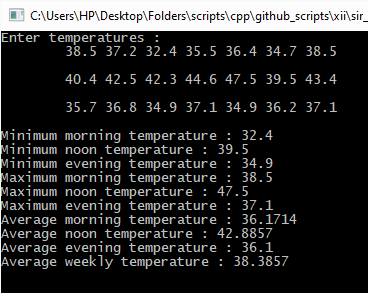 C:\Users\HP\Desktop\Folders\scripts\cpp\github_scripts\xii\sir_
Enter temperatures :
38.5 37.2 32.4 35.5 36.4 34.7 38.5
40.4 42.5 42.3 44.6 47.5 39.5 43.4
35.7 36.8 34.9 37.1 34.9 36.2 37.1
Minimum morning temperature : 32.4
Minimum noon temperature : 39.5
Minimum evening temperature : 34.9
Maximum morning temperature : 38.5
Maximum noon temperature : 47.5
Maximum evening temperature : 37.1
Average morning temperature : 36.1714
Average noon temperature : 42.8857
Average evening temperature : 36.1
Average weekly temperature : 38.3857